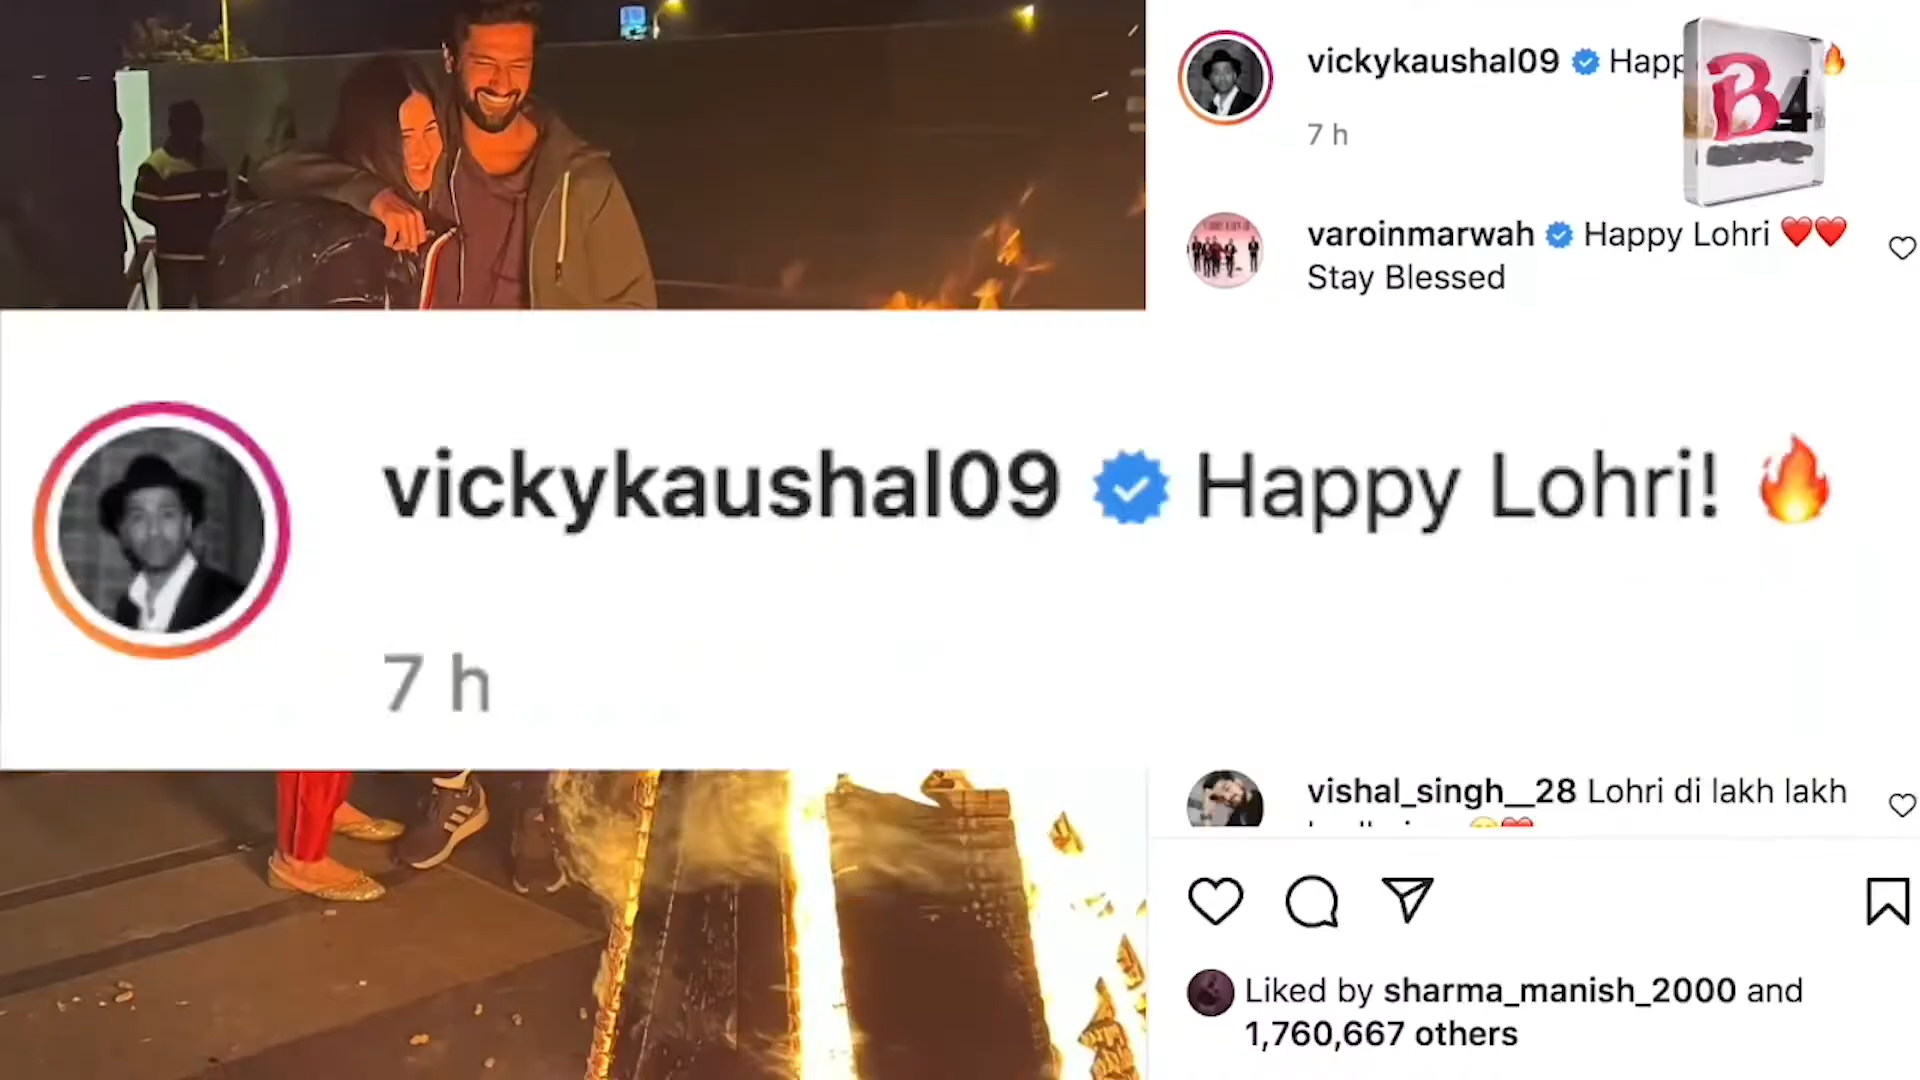 vickykaushal09 Happ
7 h
B4
varoinmarwah Happy Lohri ❤️❤️
Stay Blessed
vickykaushal09 Happy Lohri! 🔥
7 h
vishal_singh__28 Lohri di lakh lakh
Liked by sharma_manish_2000 and
1,760,667 others